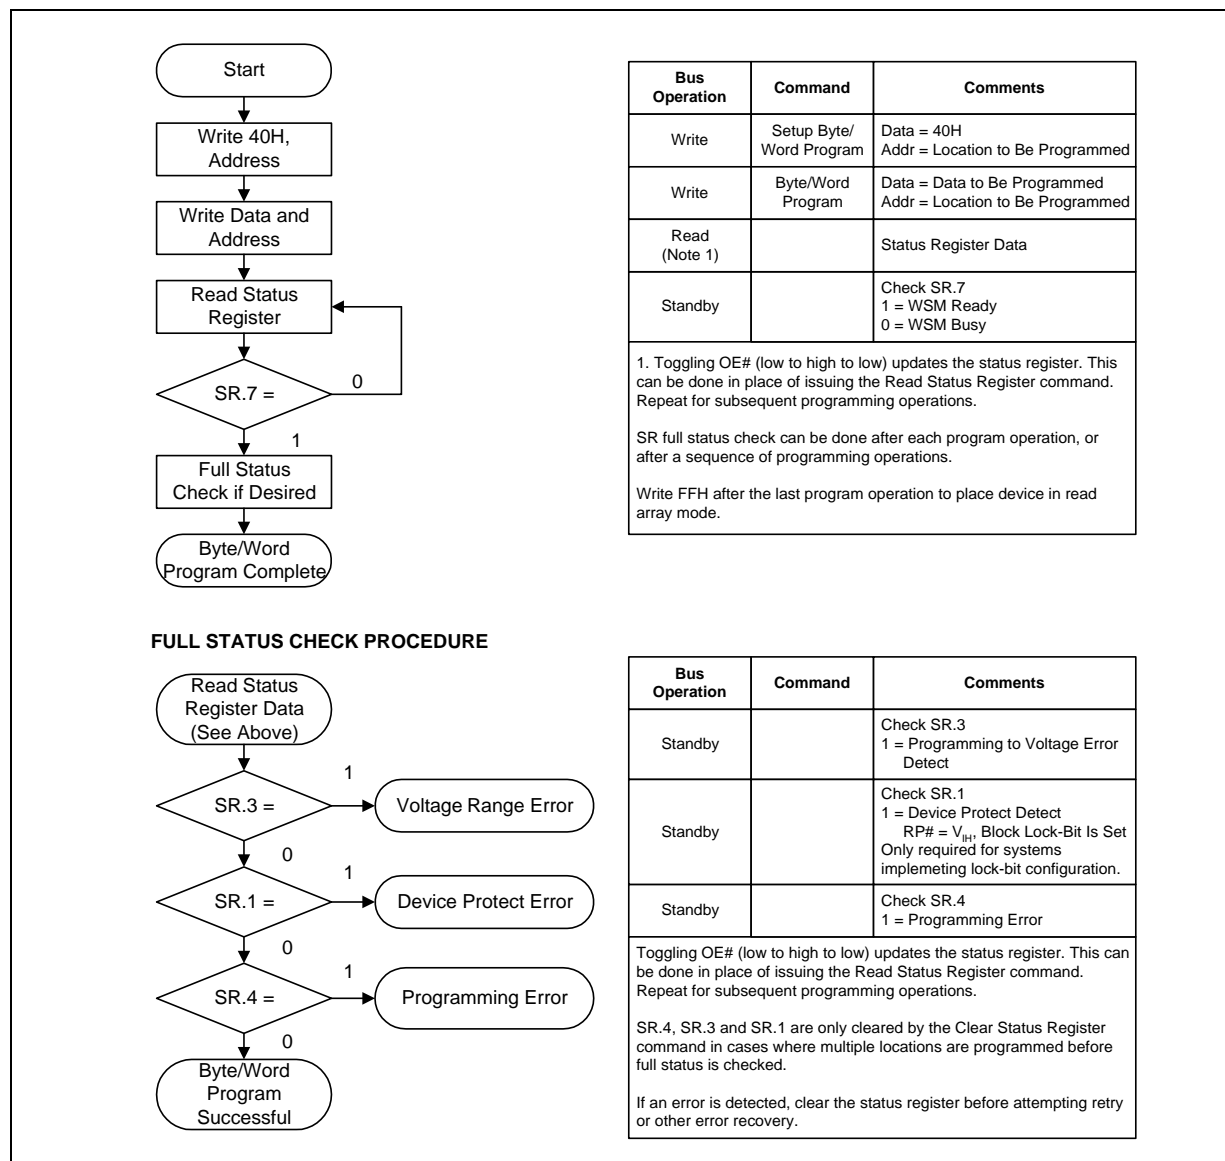 Start
Write 40H,
Address
Write Data and
Address
Read Status
Register
SR.7 =
0
1
Full Status
Check if Desired
Byte/Word
Program Complete
Bus
Operation
Command
Comments
Write
Setup Byte/
Word Program
Data = 40H
Addr = Location to Be Programmed
Write
Byte/Word
Program
Data = Data to Be Programmed
Addr = Location to Be Programmed
Read
(Note 1)
Status Register Data
Standby
Check SR.7
1 = WSM Ready
0 = WSM Busy
1. Toggling OE# (low to high to low) updates the status register. This
can be done in place of issuing the Read Status Register command.
Repeat for subsequent programming operations.
SR full status check can be done after each program operation, or
after a sequence of programming operations.
Write FFH after the last program operation to place device in read
array mode.
FULL STATUS CHECK PROCEDURE
Read Status
Register Data
(See Above)
SR.3 =
1
Voltage Range Error
0
SR.1 =
1
Device Protect Error
0
SR.4 =
1
Programming Error
0
Byte/Word
Program
Successful
Bus
Operation
Command
Comments
Standby
Check SR.3
1 = Programming to Voltage Error
Detect
Standby
Check SR.1
1 = Device Protect Detect
RP# = VIH, Block Lock-Bit Is Set
Only required for systems
implemeting lock-bit configuration.
Standby
Check SR.4
1 = Programming Error
Toggling OE# (low to high to low) updates the status register. This can
be done in place of issuing the Read Status Register command.
Repeat for subsequent programming operations.
SR.4, SR.3 and SR.1 are only cleared by the Clear Status Register
command in cases where multiple locations are programmed before
full status is checked.
If an error is detected, clear the status register before attempting retry
or other error recovery.